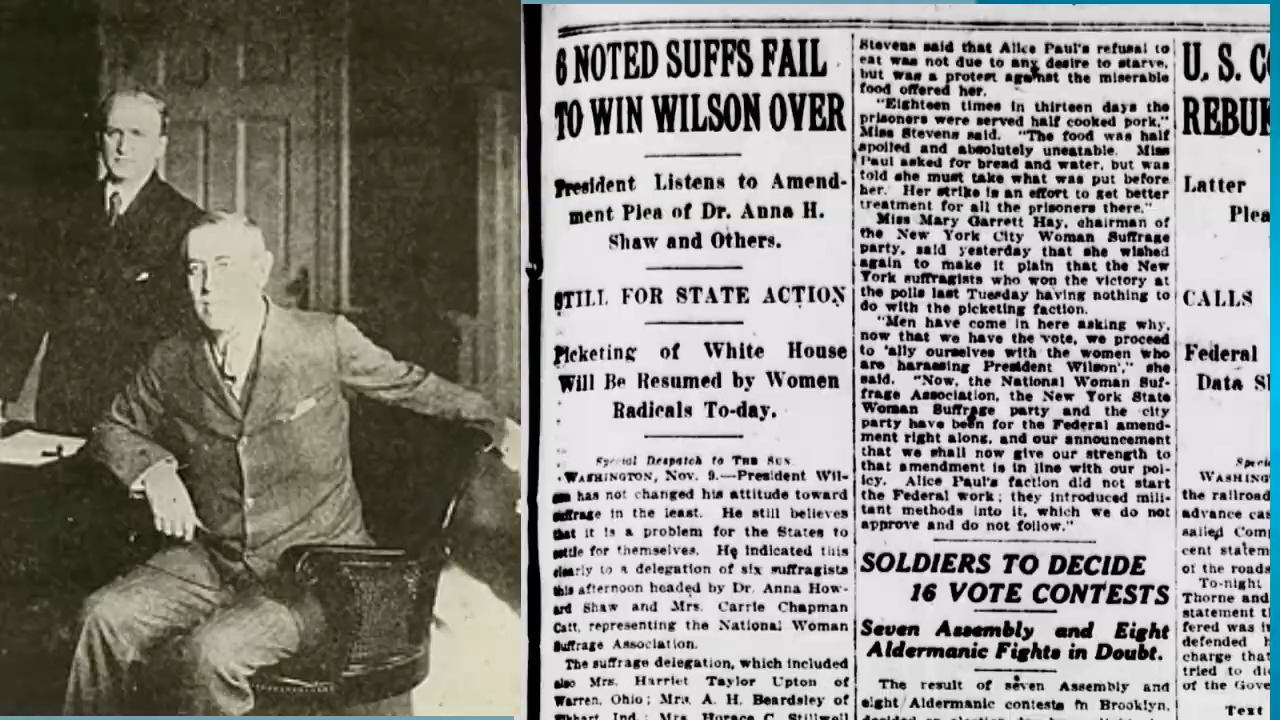 6 NOTED SUFFS FAIL
TO WIN WILSON OVER
President Listens to Amend-
ment Plea of Dr. Anna H.
Shaw and Others.
STILL FOR STATE ACTION
Picketing of White House
Will Be Resumed by Women
Radicals To-day.
Special Despatch to THE SUN.
WASHINGTON, Nov. 9.—President Wil-
son has not changed his attitude toward
suffrage in the least. He still believes
that it is a problem for the States to
settle for themselves. He indicated this
clearly to a delegation of six suffragists
this afternoon headed by Dr. Anna How-
ard Shaw and Mrs. Carrie Chapman
Catt, representing the National Woman
Suffrage Association.
The suffrage delegation, which included
also Mrs. Harriet Taylor Upton of
Warren, Ohio; Mrs. A. H. Beardsley of
Elkhart, Ind.; Mrs. Horace C. Stillwell
Stevens said that Alice Paul's refusal to
eat was not due to any desire to starve,
but was a protest against the miserable
food offered her.
"Eighteen times in thirteen days the
prisoners were served half cooked pork,"
Miss Stevens said. "The food was half
spoiled and absolutely uneatable. Miss
Paul asked for bread and water, but was
told she must take what was put before
her. Her strike is an effort to get better
treatment for all the prisoners there."
Miss Mary Garrett Hay, chairman of
the New York City Woman Suffrage
party, said yesterday that she wished
again to make it plain that the New
York suffragists who won the victory at
the polls last Tuesday having nothing to
do with the picketing faction.
"Men have come in here asking why,
now that we have the vote, we proceed
to 'ally ourselves with the women who
are harassing President Wilson'," she
said. "Now, the National Woman Suf-
frage Association, the New York State
Woman Suffrage party and the city
party have been for the Federal amend-
ment right along, and our announcement
that we shall now give our strength to
that amendment is in line with our pol-
icy. Alice Paul's faction did not start
the Federal work; they introduced mili-
tant methods into it, which we do not
approve and do not follow."
SOLDIERS TO DECIDE
16 VOTE CONTESTS
Seven Assembly and Eight
Aldermanic Fights in Doubt.
The result of seven Assembly and
eight Aldermanic contests in Brooklyn,
U. S. C
REBU
Latter
Plea
CALLS
Federal
Data S
Speci
WASHING
the railroad
advance cas
sailed Com
cent statem
of the roads
To-night
Thorne and
statement t
fered was i
defended h
charge that
tried to di
of the Gove
Text